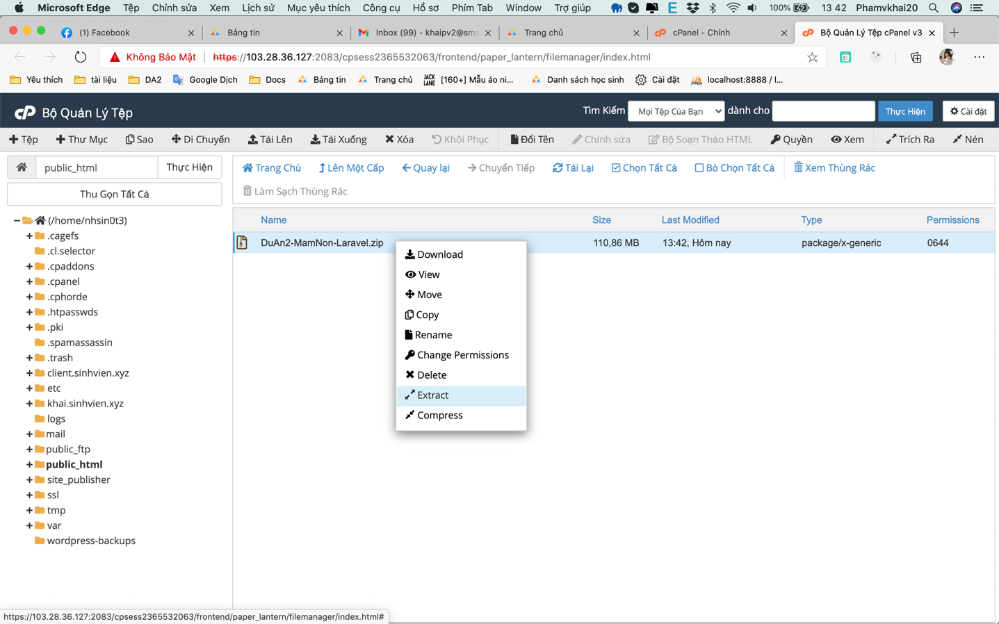 Microsoft Edge Tệp Chỉnh sửa Xem Lịch sử Mục yêu thích Công cụ Hồ sơ Phím Tab Window Trợ giúp 100% 13 42 Phamvkhai20
(1) Facebook Bảng tin Inbox (99) - khaipv2@sma Trang chủ cPanel - Chính Bộ Quản Lý Tệp cPanel v3
Không Bảo Mật https://103.28.36.127:2083/cpsess2365532063/frontend/paper_lantern/filemanager/index.html
Yêu thích tài liệu DA2 Google Dịch Docs Bảng tin Trang chủ JACK LANE [160+] Mẫu áo ni... Danh sách học sinh Cài đặt PMA localhost:8888 / l...
cP Bộ Quản Lý Tệp Tìm Kiếm Mọi Tệp Của Bạn dành cho Thực Hiện Cài đặt
Tệp Thư Mục Sao Di Chuyển Tải Lên Tải Xuống Xóa Khôi Phục Đổi Tên Chỉnh sửa Bộ Soạn Thảo HTML Quyền Xem Trích Ra Nén
public_html Thực Hiện Trang Chủ Lên Một Cấp Quay lại Chuyển Tiếp Tải Lại Chọn Tất Cả Bỏ Chọn Tất Cả Xem Thùng Rác
Làm Sạch Thùng Rác
Thu Gọn Tất Cả
(/home/nhsin0t3)
.cagefs
.cl.selector
.cpaddons
.cpanel
.cphorde
.htpasswds
.pki
.spamassassin
.trash
client.sinhvien.xyz
etc
khai.sinhvien.xyz
logs
mail
public_ftp
public_html
site_publisher
ssl
tmp
var
wordpress-backups
Name Size Last Modified Type Permissions
DuAn2-MamNon-Laravel.zip 110,86 MB 13:42, Hôm nay package/x-generic 0644
Download
View
Move
Copy
Rename
Change Permissions
Delete
Extract
Compress
https://103.28.36.127:2083/cpsess2365532063/frontend/paper_lantern/filemanager/index.html#